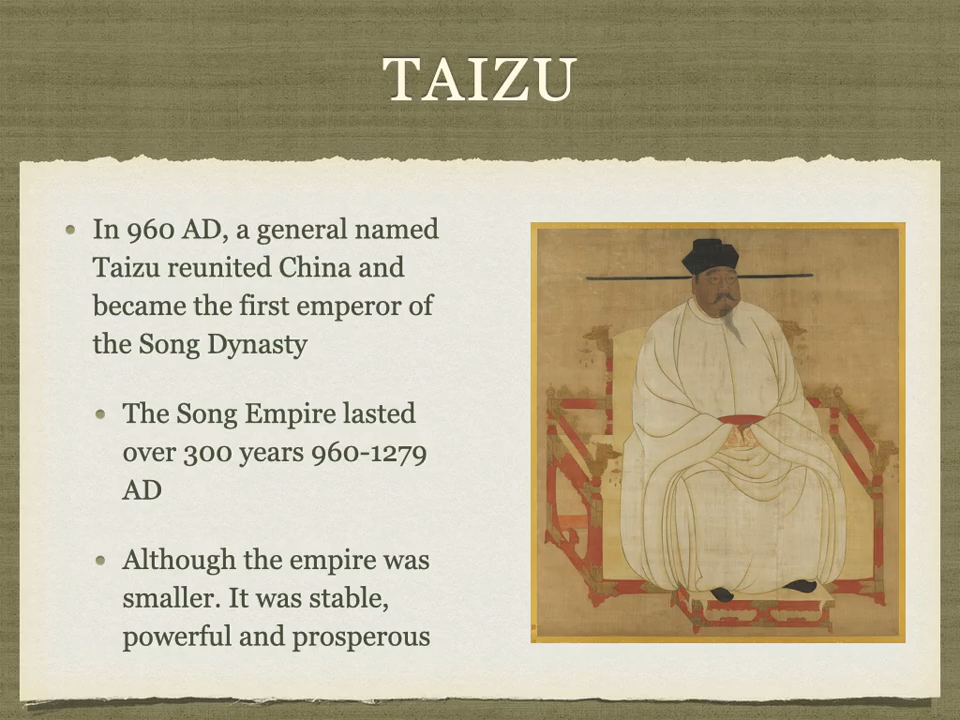 TAIZU
In 960 AD, a general named
Taizu reunited China and
became the first emperor of
the Song Dynasty
The Song Empire lasted
over 300 years 960-1279
AD
Although the empire was
smaller. It was stable,
powerful and prosperous